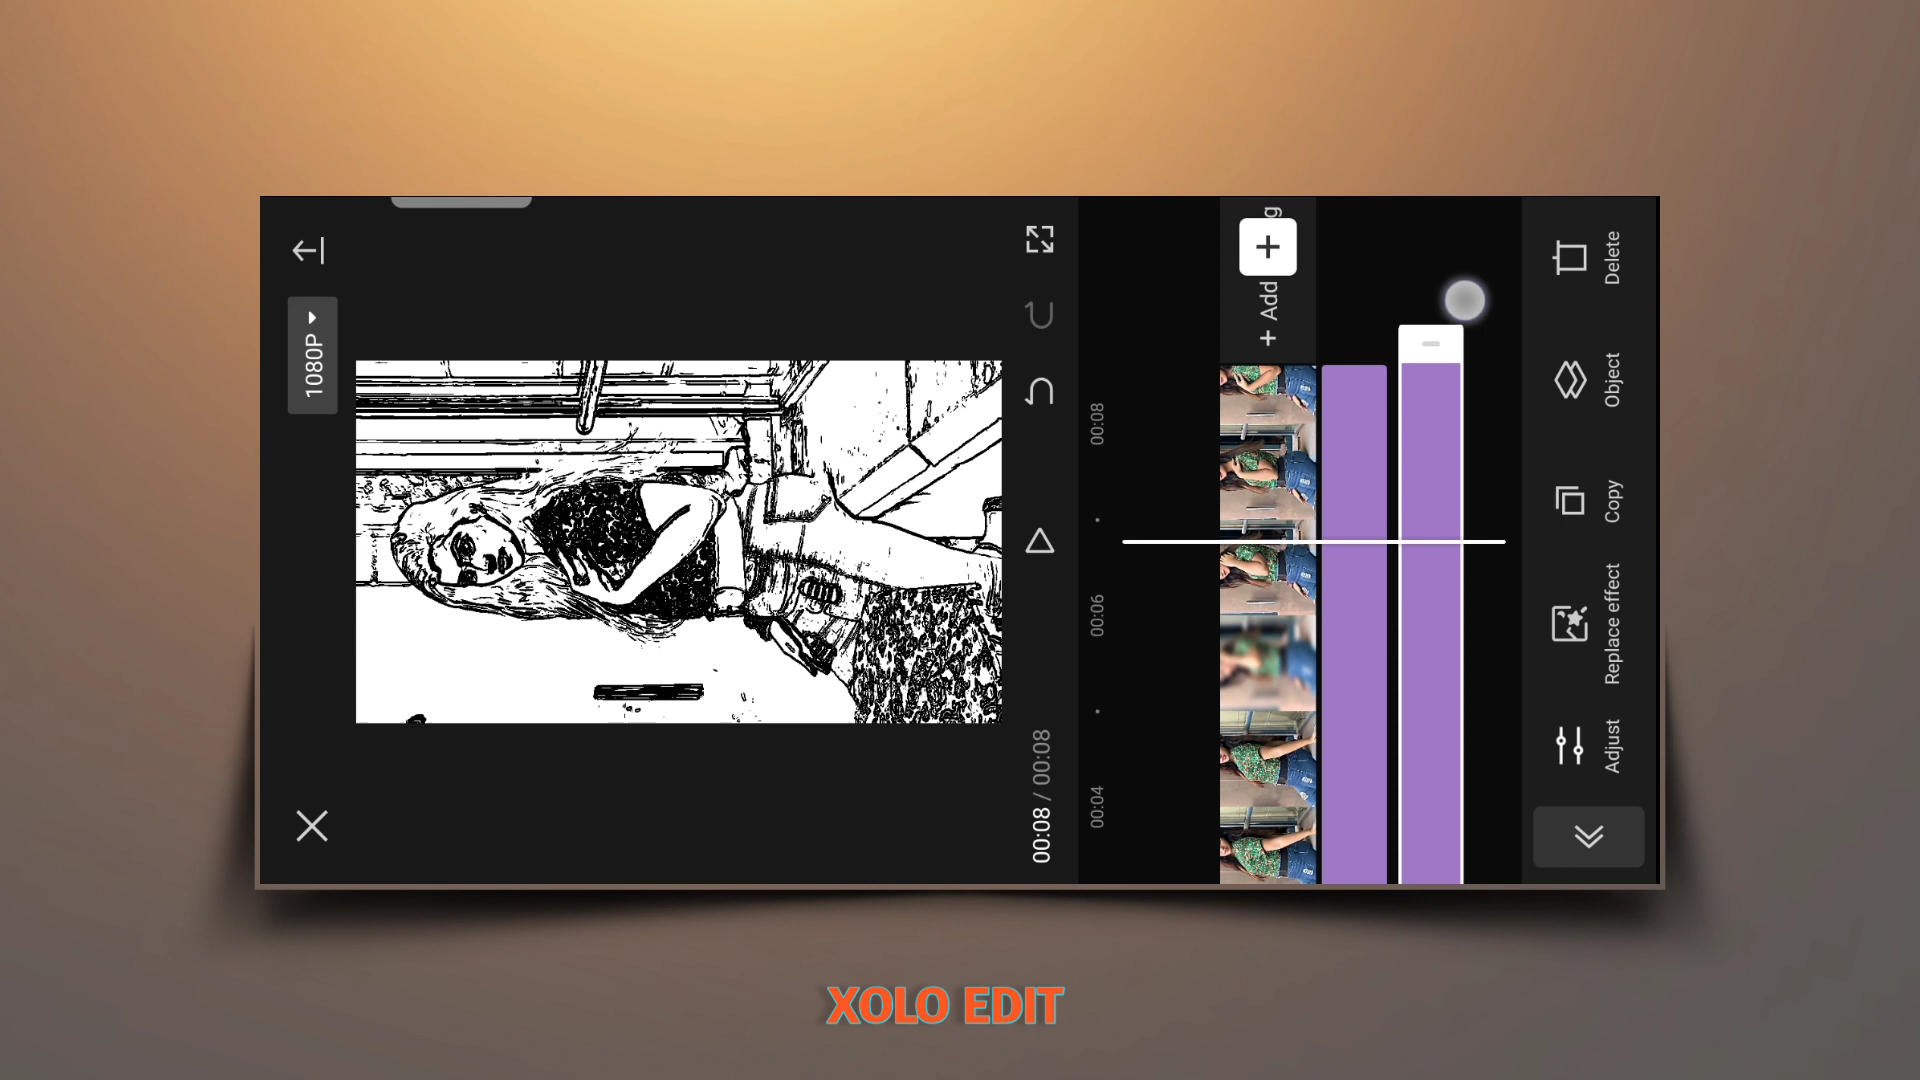 1080P
00:08 / 00:08
00:08
00:06
00:04
+ Add
g
Delete
Object
Copy
Replace effect
Adjust
XOLO EDIT